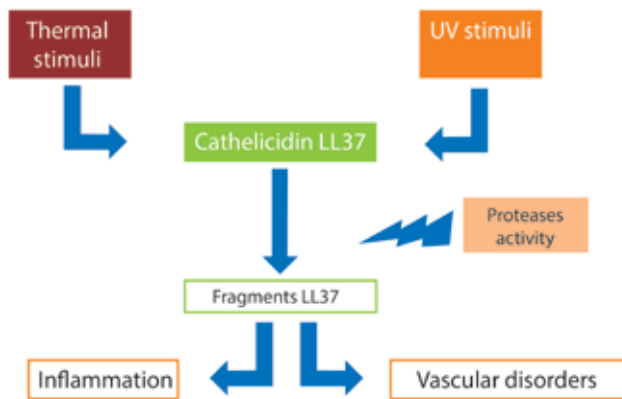 Thermal
stimuli
UV stimuli
Cathelicidin LL37
Proteases
activity
Fragments LL37
Inflammation
Vascular disorders